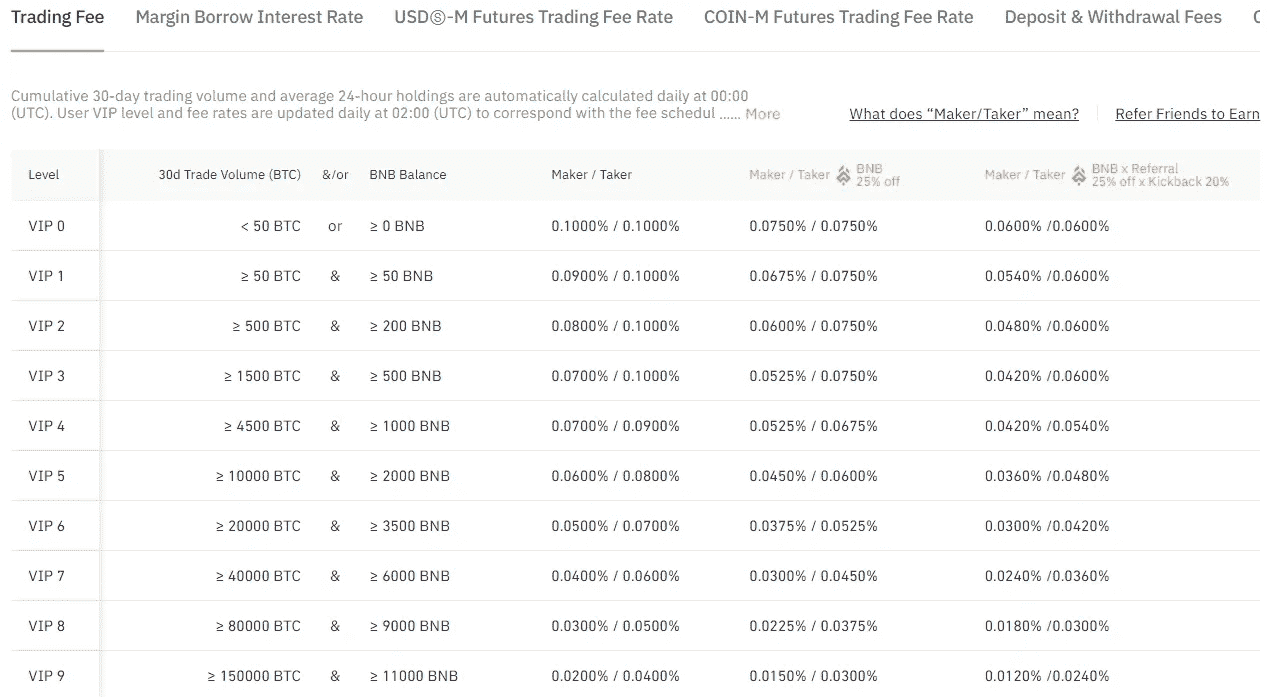 Trading Fee Margin Borrow Interest Rate USDⓈ-M Futures Trading Fee Rate COIN-M Futures Trading Fee Rate Deposit & Withdrawal Fees
Cumulative 30-day trading volume and average 24-hour holdings are automatically calculated daily at 00:00
(UTC). User VIP level and fee rates are updated daily at 02:00 (UTC) to correspond with the fee schedul ...... More What does “Maker/Taker” mean? Refer Friends to Earn
Level 30d Trade Volume (BTC) &/or BNB Balance Maker / Taker Maker / Taker BNB 25% off Maker / Taker BNB x Referral 25% off x Kickback 20%
VIP 0 < 50 BTC or ≥ 0 BNB 0.1000% / 0.1000% 0.0750% / 0.0750% 0.0600% /0.0600%
VIP 1 ≥ 50 BTC & ≥ 50 BNB 0.0900% / 0.1000% 0.0675% / 0.0750% 0.0540% /0.0600%
VIP 2 ≥ 500 BTC & ≥ 200 BNB 0.0800% / 0.1000% 0.0600% / 0.0750% 0.0480% /0.0600%
VIP 3 ≥ 1500 BTC & ≥ 500 BNB 0.0700% / 0.1000% 0.0525% / 0.0750% 0.0420% /0.0600%
VIP 4 ≥ 4500 BTC & ≥ 1000 BNB 0.0700% / 0.0900% 0.0525% / 0.0675% 0.0420% /0.0540%
VIP 5 ≥ 10000 BTC & ≥ 2000 BNB 0.0600% / 0.0800% 0.0450% / 0.0600% 0.0360% /0.0480%
VIP 6 ≥ 20000 BTC & ≥ 3500 BNB 0.0500% / 0.0700% 0.0375% / 0.0525% 0.0300% /0.0420%
VIP 7 ≥ 40000 BTC & ≥ 6000 BNB 0.0400% / 0.0600% 0.0300% / 0.0450% 0.0240% /0.0360%
VIP 8 ≥ 80000 BTC & ≥ 9000 BNB 0.0300% / 0.0500% 0.0225% / 0.0375% 0.0180% /0.0300%
VIP 9 ≥ 150000 BTC & ≥ 11000 BNB 0.0200% / 0.0400% 0.0150% / 0.0300% 0.0120% /0.0240%